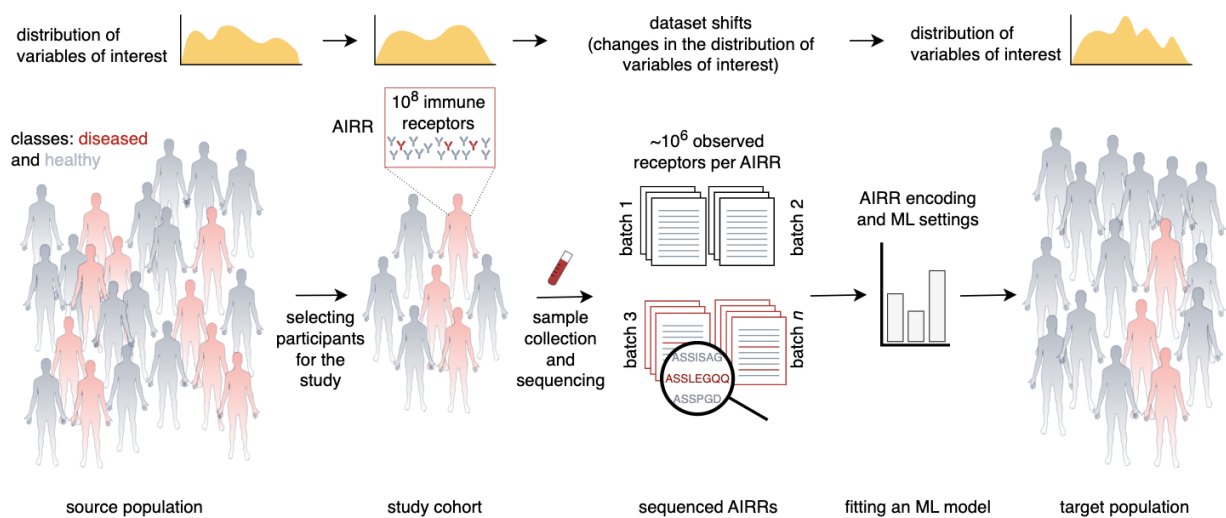 distribution of
variables of interest
dataset shifts
(changes in the distribution of
variables of interest)
distribution of
variables of interest
classes: diseased
and healthy
AIRR
10⁸ immune
receptors
~10⁶ observed
receptors per AIRR
batch 1
batch 2
batch 3
batch n
ASSISAG
ASSLEGQQ
ASSPGD
AIRR encoding
and ML settings
selecting
participants
for the
study
sample
collection
and
sequencing
source population
study cohort
sequenced AIRRs
fitting an ML model
target population